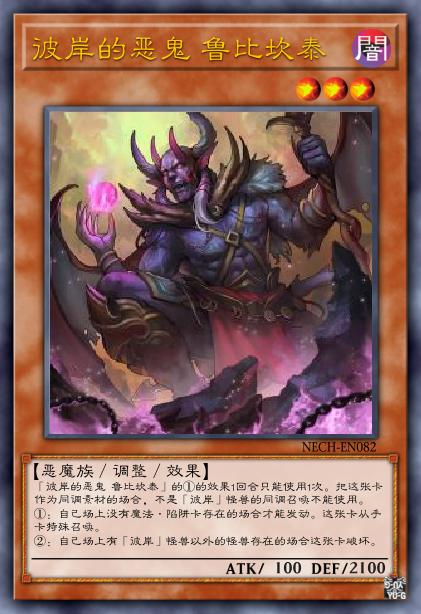 彼岸的恶鬼 鲁比坎泰
闇
NECH-EN082
【恶魔族／调整／效果】
「彼岸的恶鬼 鲁比坎泰」的①的效果1回合只能使用1次。把这张卡
作为同调素材的场合，不是「彼岸」怪兽的同调召唤不能使用。
①：自己场上没有魔法·陷阱卡存在的场合才能发动。这张卡从手
卡特殊召唤。
②：自己场上有「彼岸」怪兽以外的怪兽存在的场合这张卡破坏。
ATK/ 100 DEF/2100